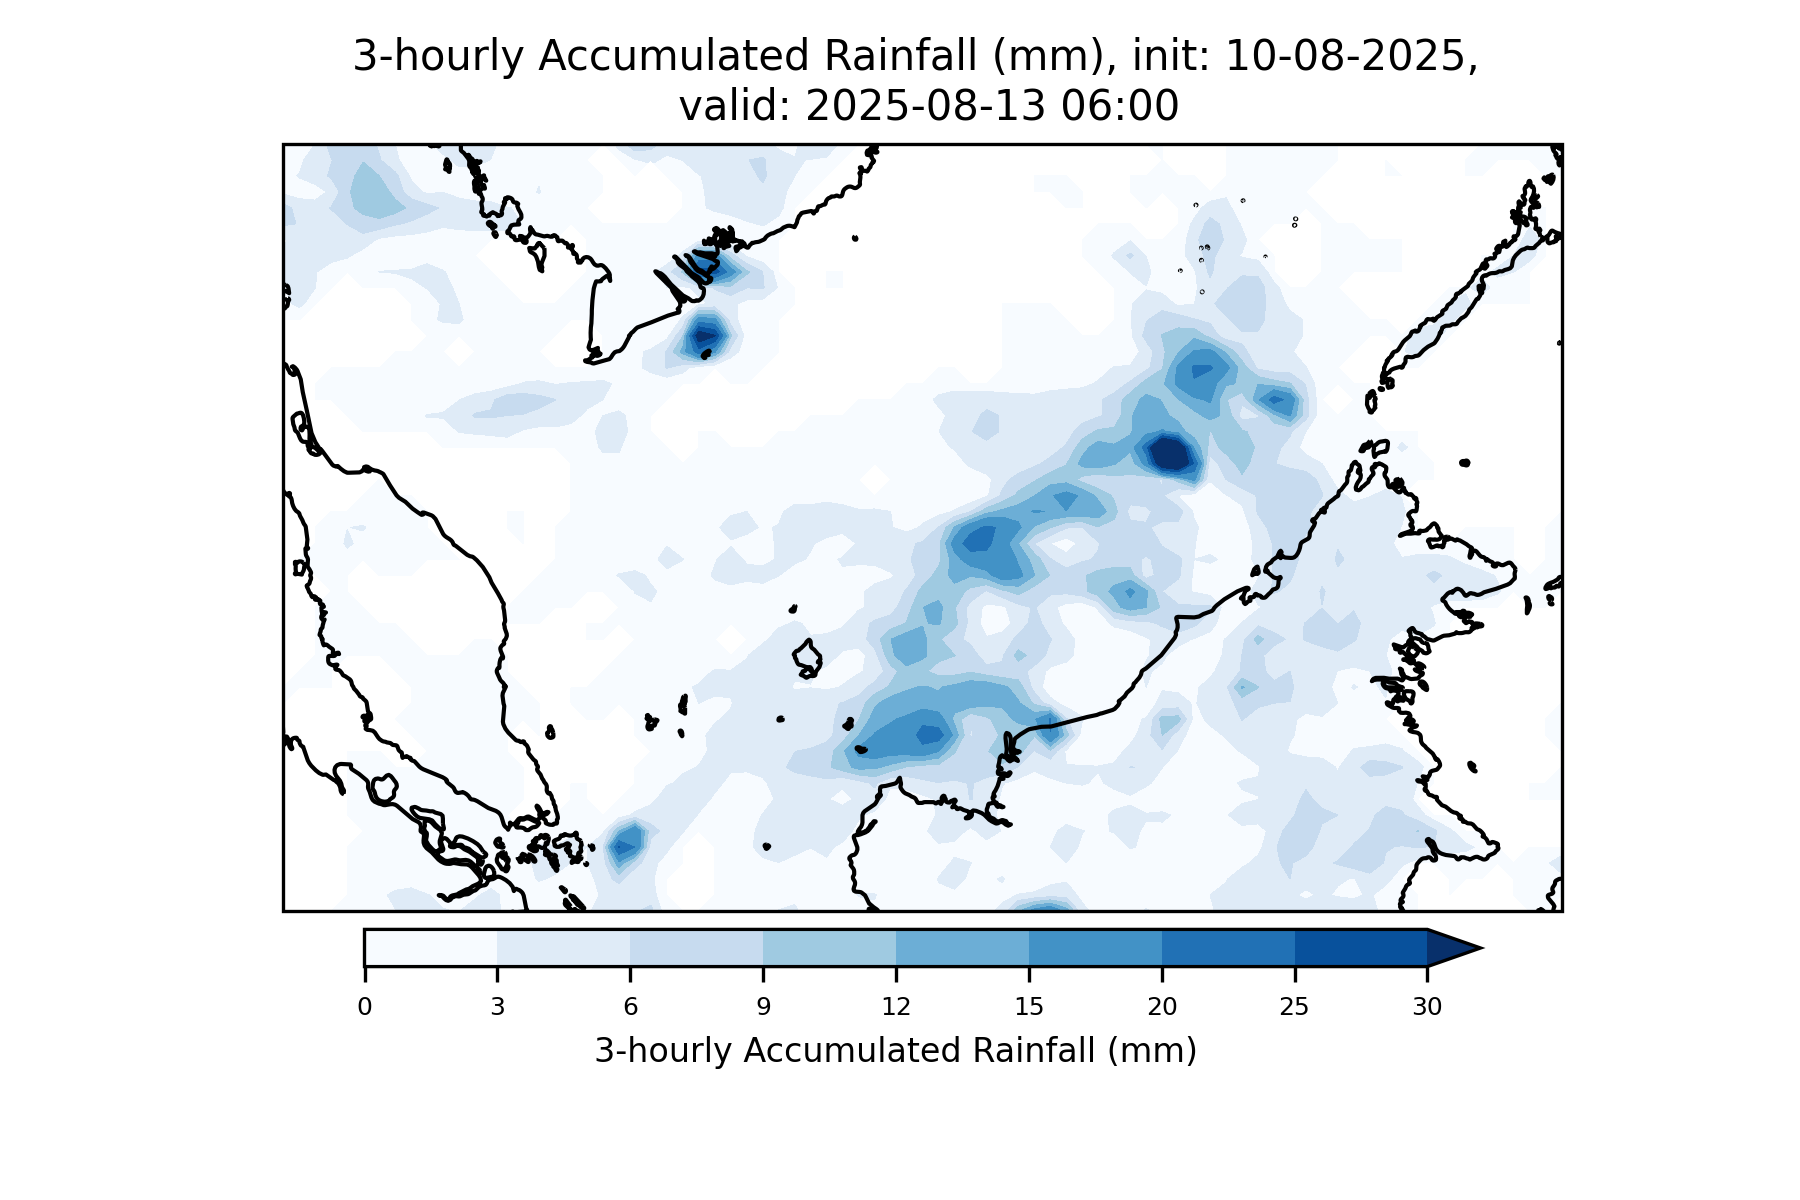 3-hourly Accumulated Rainfall (mm), init: 10-08-2025,
valid: 2025-08-13 06:00
0 3 6 9 12 15 20 25 30
3-hourly Accumulated Rainfall (mm)